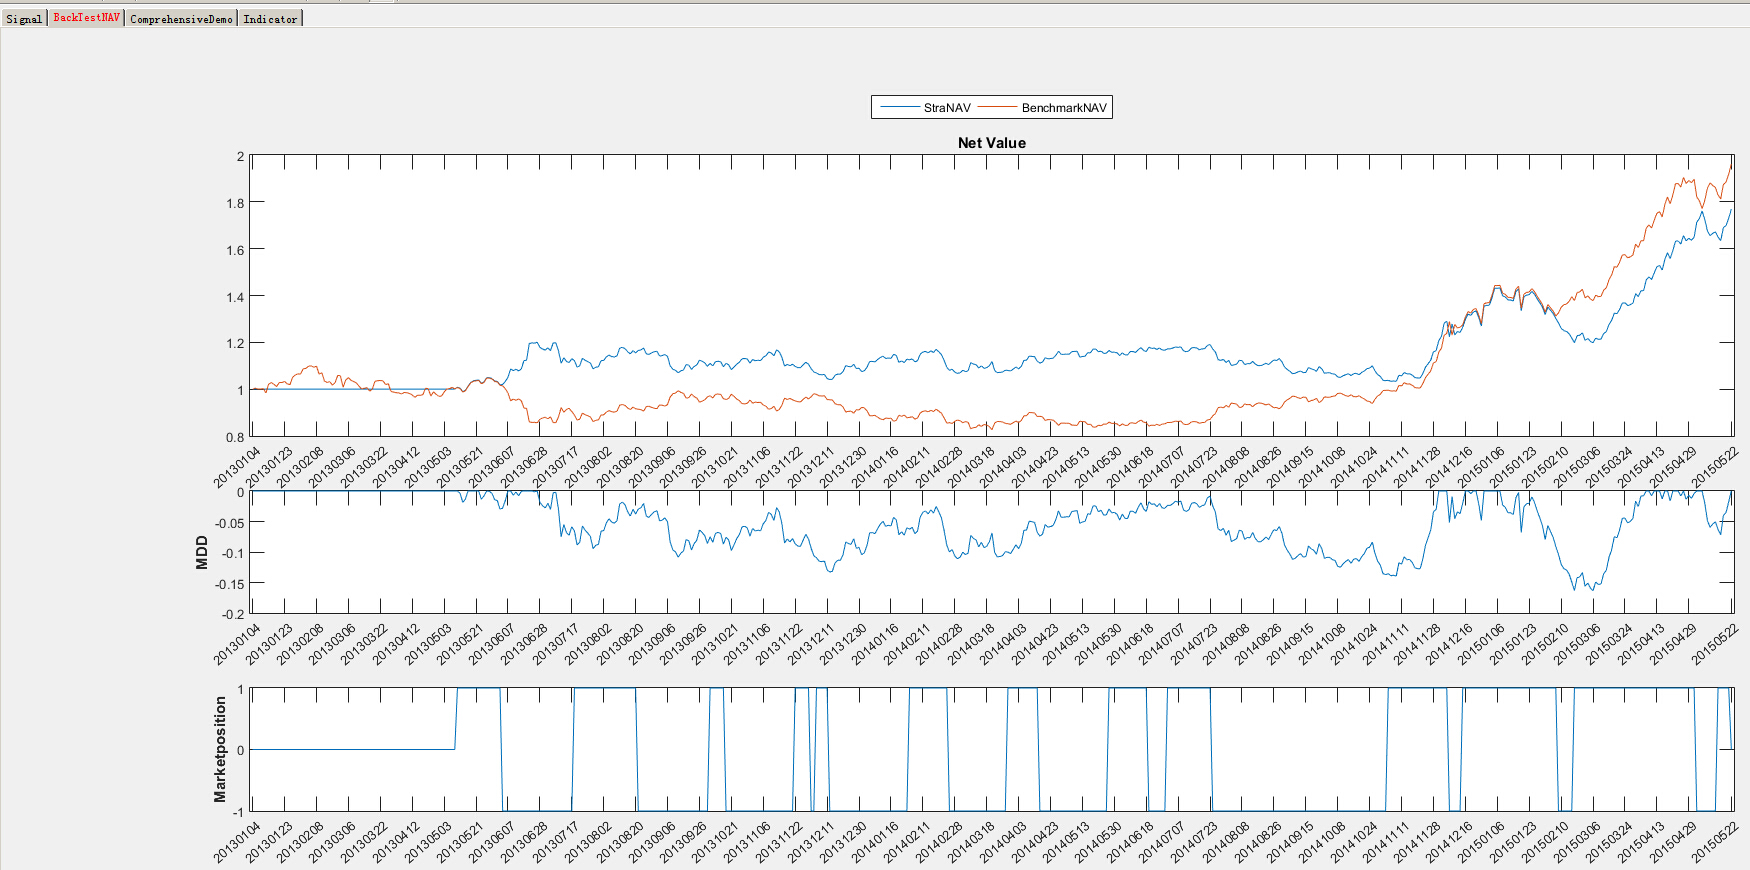 Signal BackTestNAV ComprehensiveDemo Indicator
StraNAV BenchmarkNAV
Net Value
2
1.8
1.6
1.4
1.2
1
0.8
20130104 20130123 20130208 20130306 20130322 20130412 20130503 20130521 20130607 20130628 20130717 20130802 20130820 20130906 20130926 20131021 20131106 20131122 20131211 20131230 20140116 20140211 20140228 20140318 20140403 20140423 20140513 20140530 20140618 20140707 20140723 20140808 20140826 20140915 20141008 20141024 20141111 20141128 20141216 20150106 20150123 20150210 20150306 20150324 20150413 20150429 20150522
MDD
0
-0.05
-0.1
-0.15
-0.2
20130104 20130123 20130208 20130306 20130322 20130412 20130503 20130521 20130607 20130628 20130717 20130802 20130820 20130906 20130926 20131021 20131106 20131122 20131211 20131230 20140116 20140211 20140228 20140318 20140403 20140423 20140513 20140530 20140618 20140707 20140723 20140808 20140826 20140915 20141008 20141024 20141111 20141128 20141216 20150106 20150123 20150210 20150306 20150324 20150413 20150429 20150522
Marketposition
1
0
-1
20130104 20130123 20130208 20130306 20130322 20130412 20130503 20130521 20130607 20130628 20130717 20130802 20130820 20130906 20130926 20131021 20131106 20131122 20131211 20131230 20140116 20140211 20140228 20140318 20140403 20140423 20140513 20140530 20140618 20140707 20140723 20140808 20140826 20140915 20141008 20141024 20141111 20141128 20141216 20150106 20150123 20150210 20150306 20150324 20150413 20150429 20150522